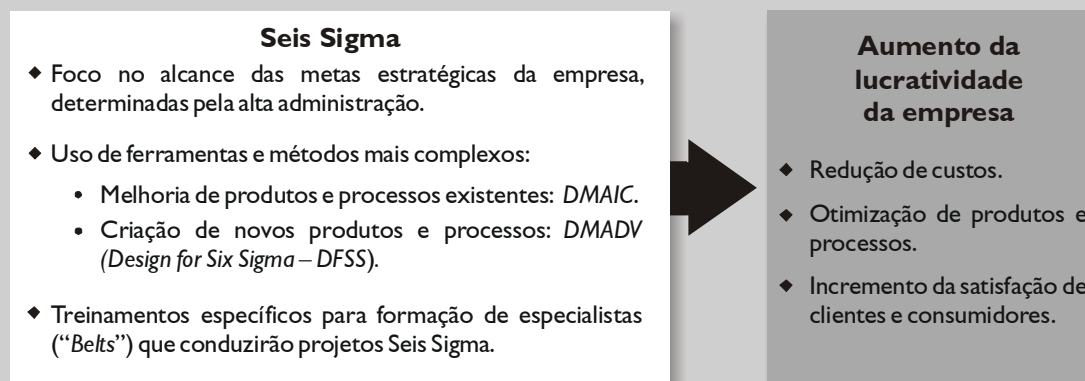 Seis Sigma
◆ Foco no alcance das metas estratégicas da empresa,
determinadas pela alta administração.
◆ Uso de ferramentas e métodos mais complexos:
• Melhoria de produtos e processos existentes: DMAIC.
• Criação de novos produtos e processos: DMADV
(Design for Six Sigma – DFSS).
◆ Treinamentos específicos para formação de especialistas
(“Belts”) que conduzirão projetos Seis Sigma.
Aumento da
lucratividade
da empresa
◆ Redução de custos.
◆ Otimização de produtos e
processos.
◆ Incremento da satisfação de
clientes e consumidores.